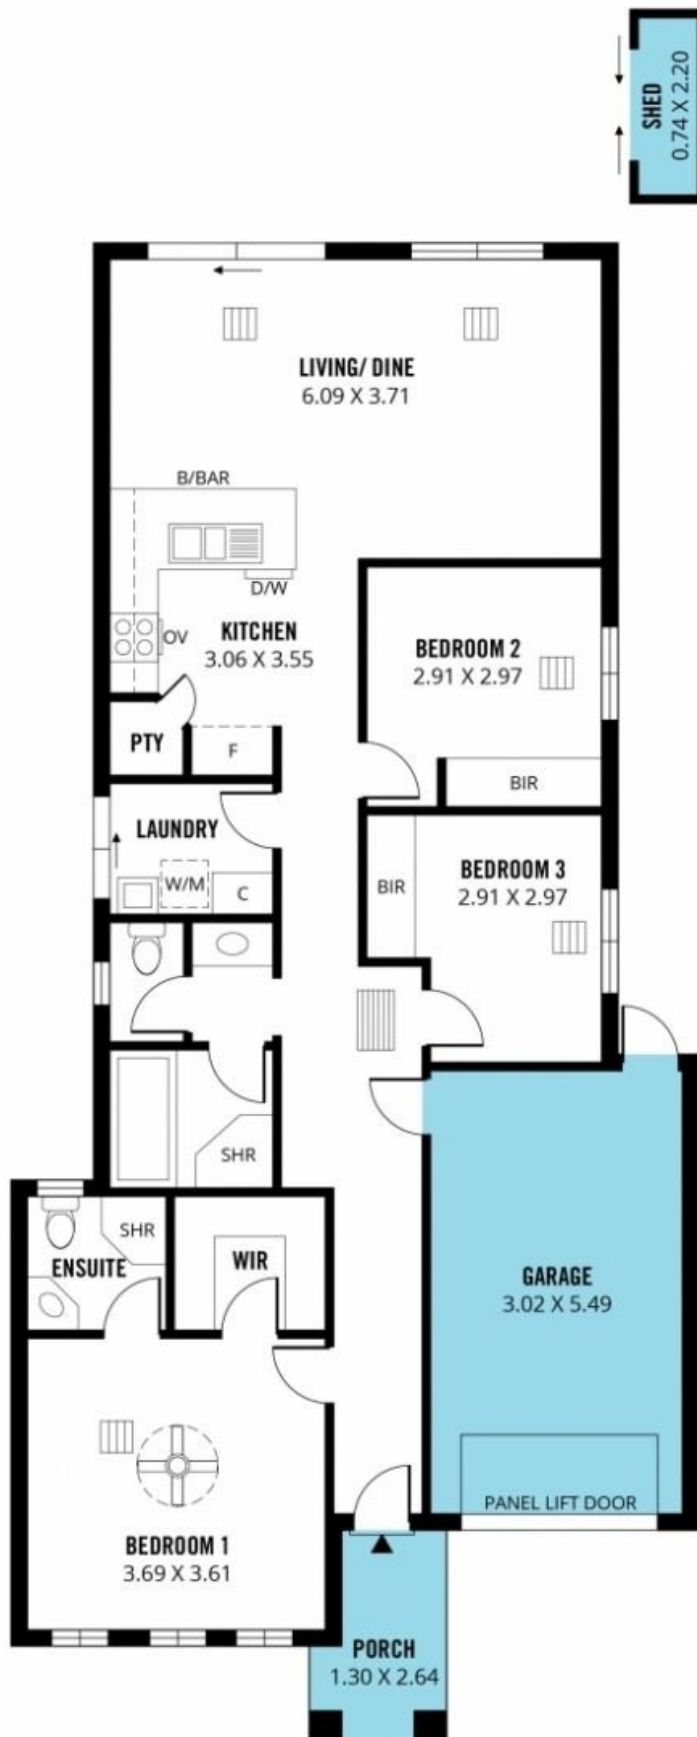 SHED
0.74 X 2.20
LIVING/ DINE
6.09 X 3.71
B/BAR
D/W
OV
KITCHEN
3.06 X 3.55
BEDROOM 2
2.91 X 2.97
PTY
F
BIR
LAUNDRY
W/M
C
BIR
BEDROOM 3
2.91 X 2.97
SHR
SHR
ENSUITE
WIR
GARAGE
3.02 X 5.49
PANEL LIFT DOOR
BEDROOM 1
3.69 X 3.61
PORCH
1.30 X 2.64